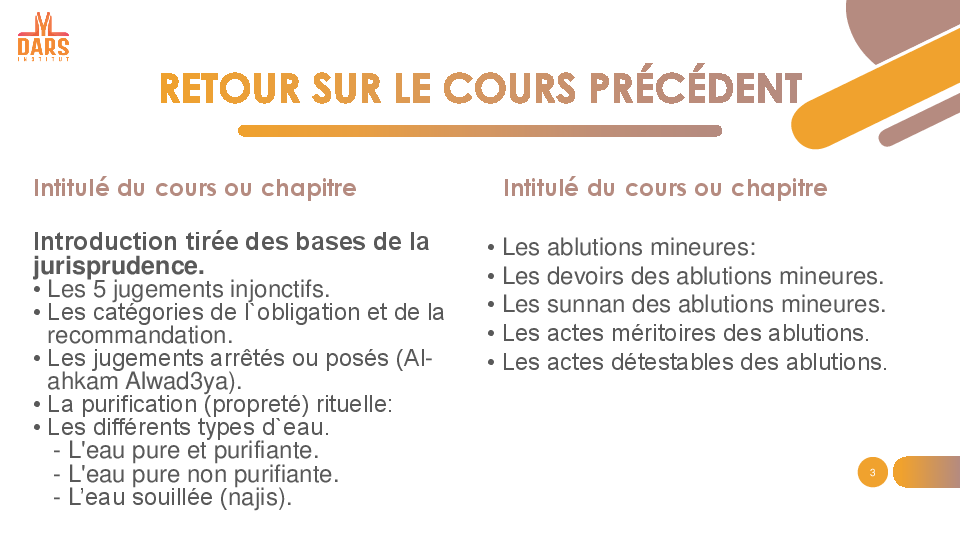 DARS
INSTITUT
RETOUR SUR LE COURS PRÉCÉDENT
Intitulé du cours ou chapitre
Introduction tirée des bases de la
jurisprudence.
• Les 5 jugements injonctifs.
• Les catégories de l`obligation et de la
recommandation.
• Les jugements arrêtés ou posés (Al-
ahkam Alwad3ya).
• La purification (propreté) rituelle:
• Les différents types d`eau.
- L'eau pure et purifiante.
- L'eau pure non purifiante.
- L’eau souillée (najis).
Intitulé du cours ou chapitre
• Les ablutions mineures:
• Les devoirs des ablutions mineures.
• Les sunnan des ablutions mineures.
• Les actes méritoires des ablutions.
• Les actes détestables des ablutions.
3